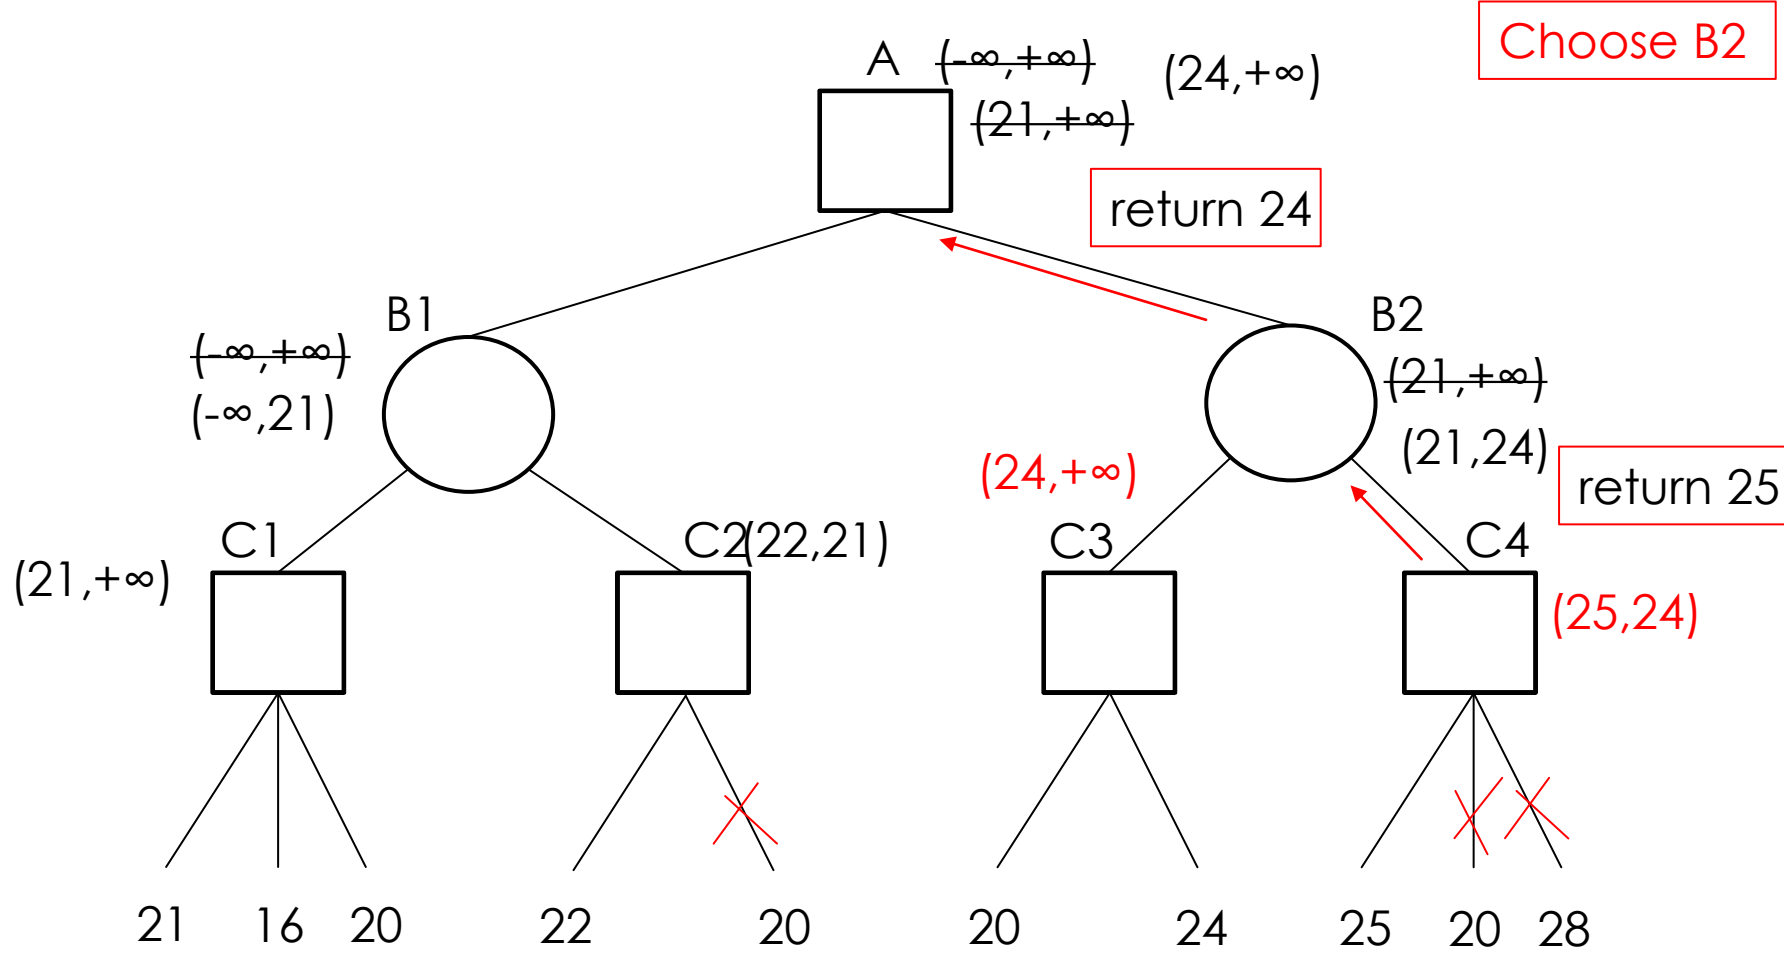 Choose B2
A (-∞,+∞) (24,+∞)
(21,+∞)
return 24
B1
B2
(-∞,+∞)
(21,+∞)
(-∞,21)
(21,24)
(24,+∞)
return 25
C1
C2(22,21)
C3
C4
(21,+∞)
(25,24)
21 16 20 22 20 20 24 25 20 28